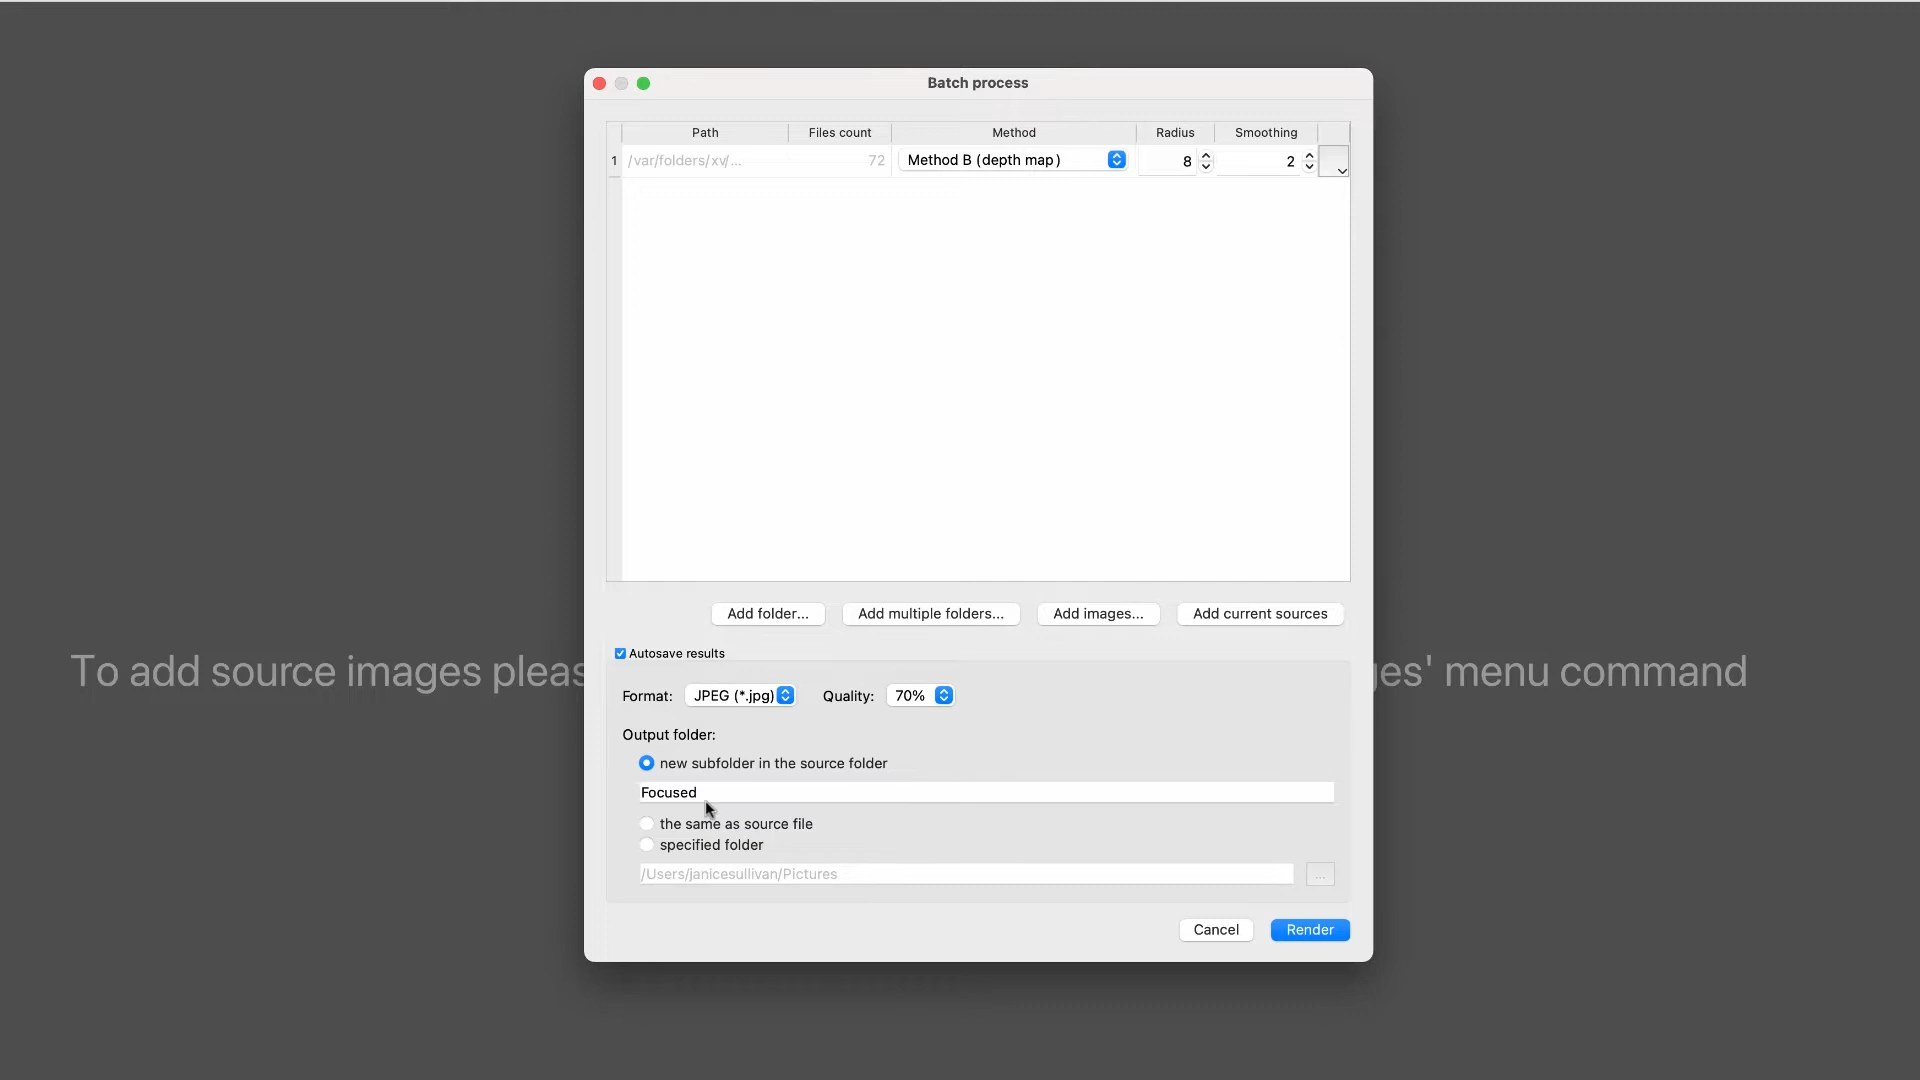 Batch process
Path Files count Method Radius Smoothing
1 /var/folders/xv/... 72 Method B (depth map) 8 2
Add folder... Add multiple folders... Add images... Add current sources
Autosave results
To add source images pleas es' menu command
Format: JPEG (*.jpg) Quality: 70%
Output folder:
new subfolder in the source folder
Focused
the same as source file
specified folder
/Users/janicesullivan/Pictures ...
Cancel Render